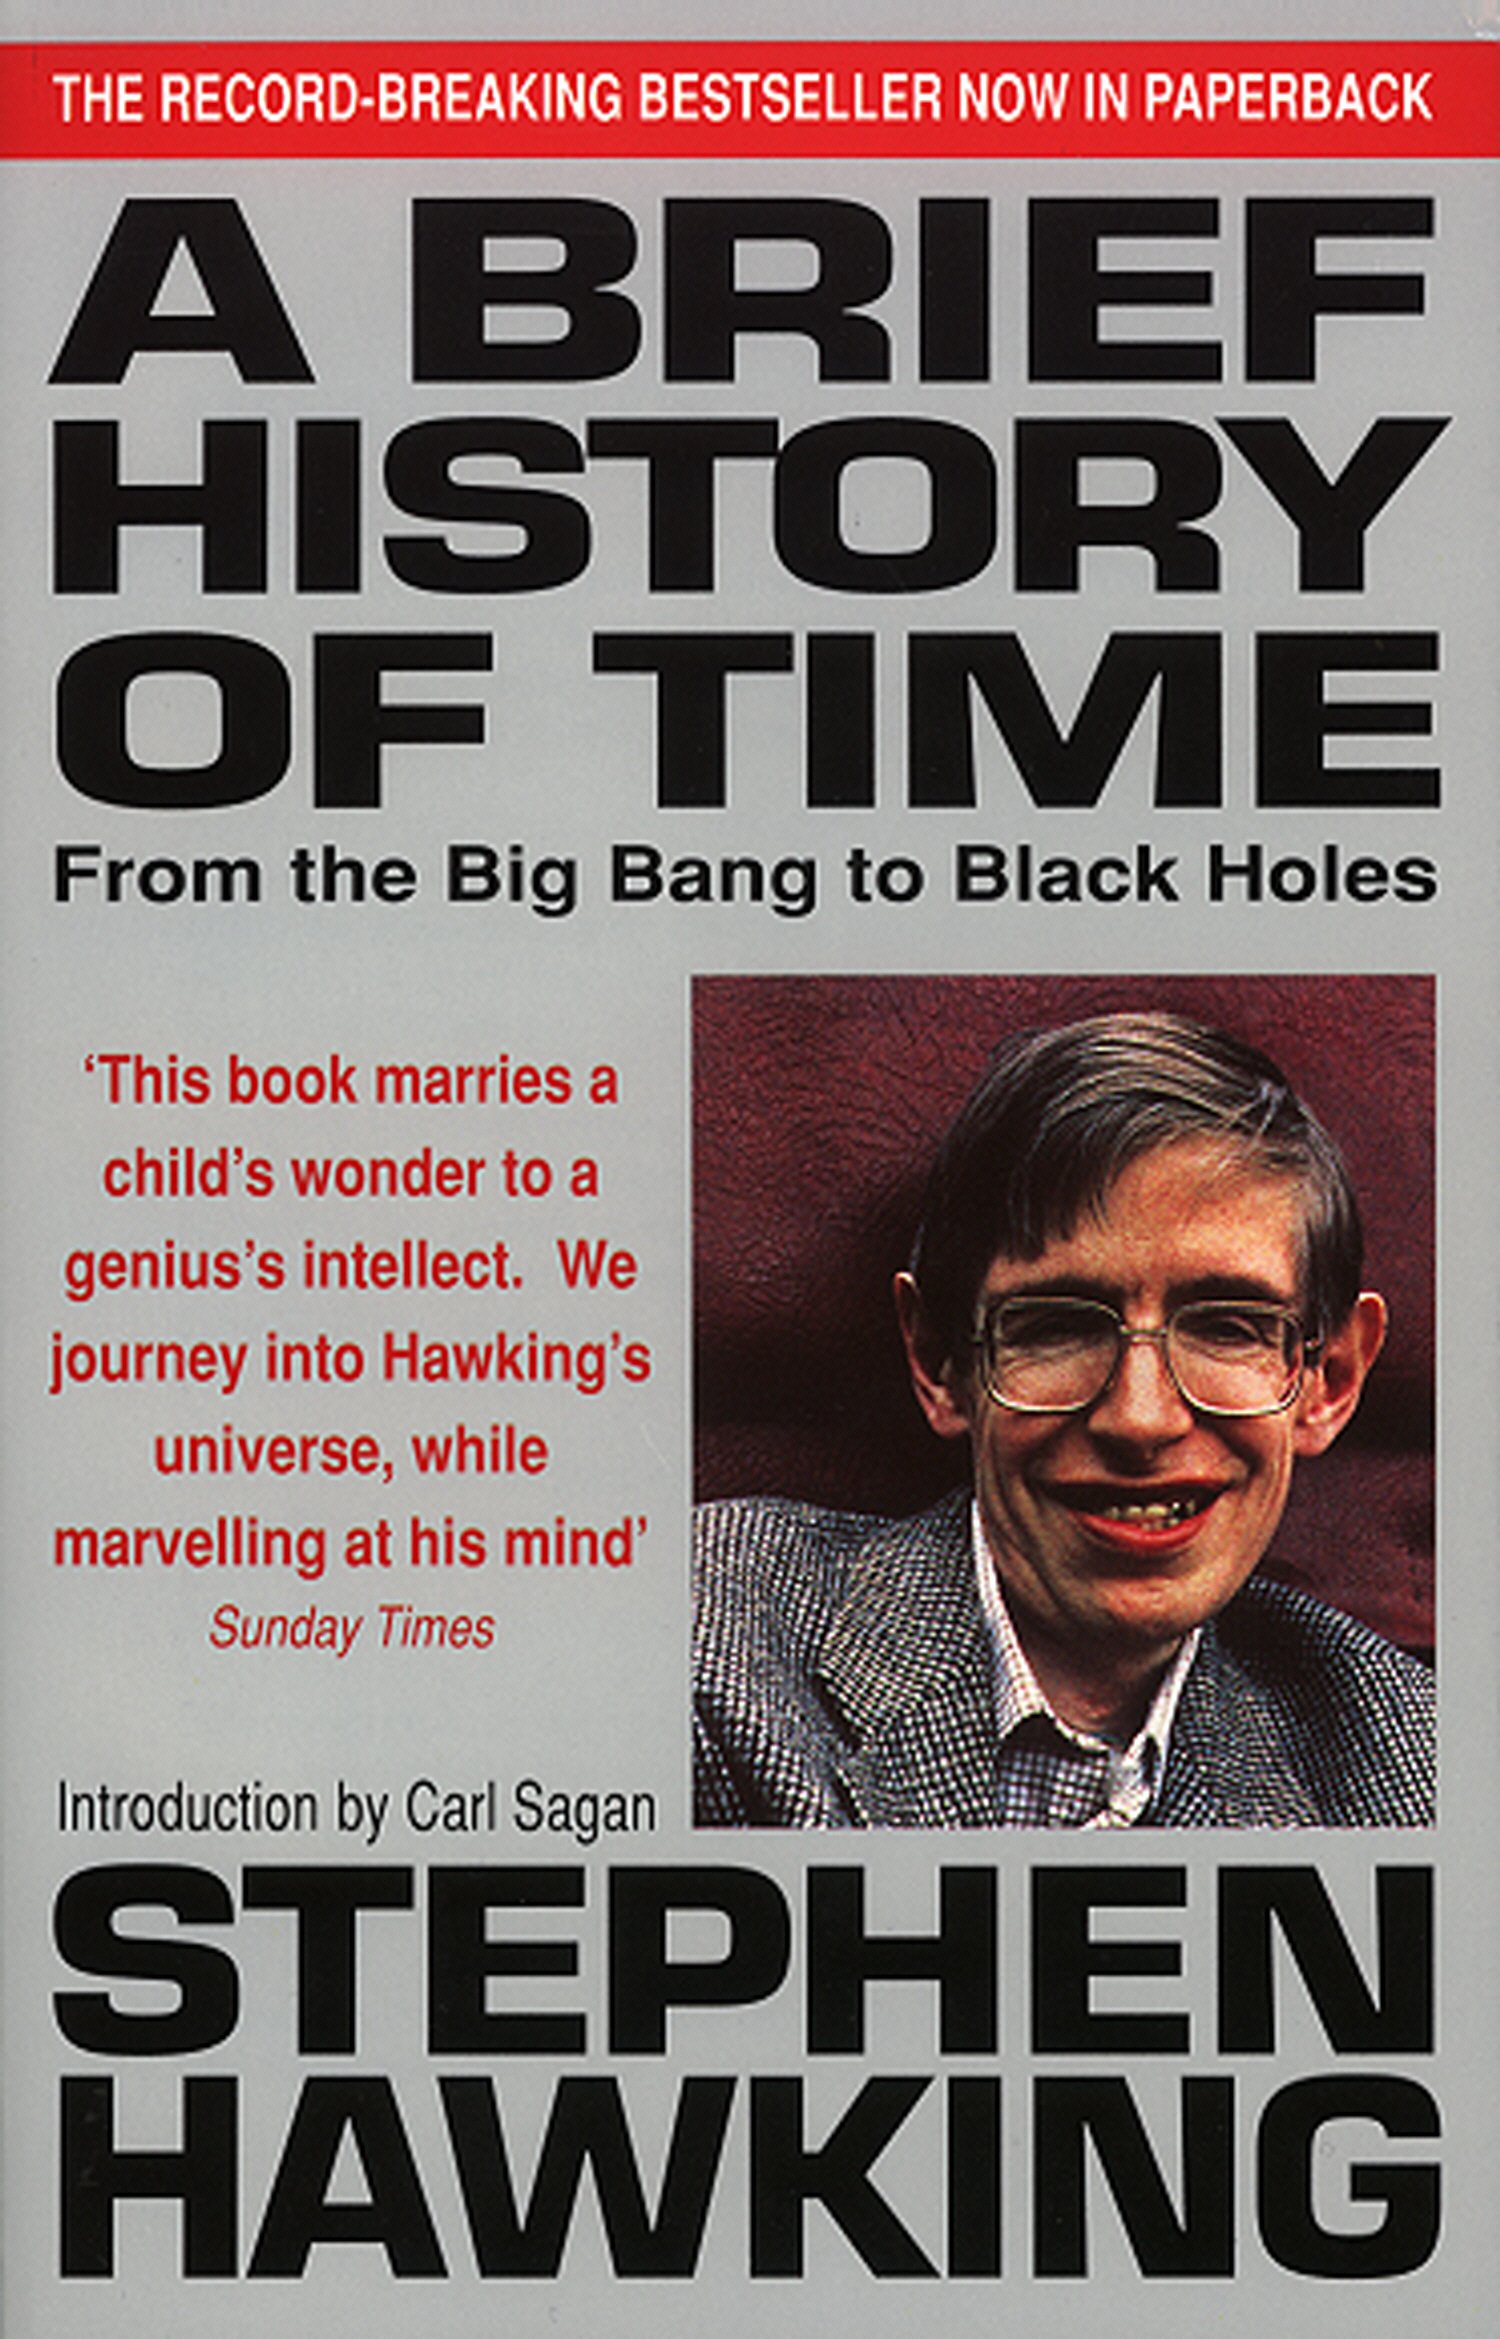 THE RECORD-BREAKING BESTSELLER NOW IN PAPERBACK
A BRIEF
HISTORY
OF TIME
From the Big Bang to Black Holes
‘This book marries a
child’s wonder to a
genius’s intellect. We
journey into Hawking’s
universe, while
marvelling at his mind’
Sunday Times
Introduction by Carl Sagan
STEPHEN
HAWKING